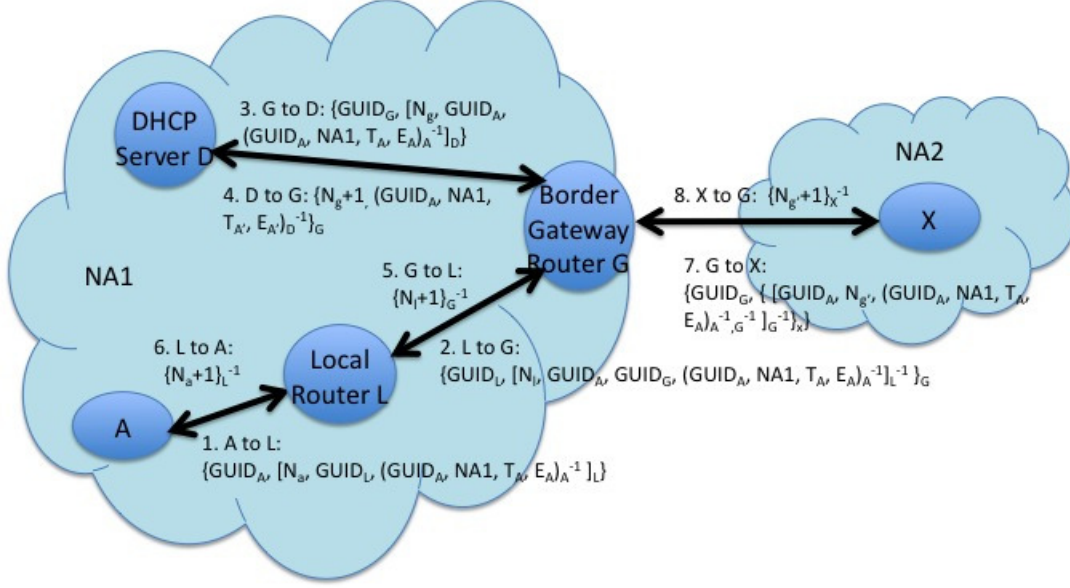 DHCP
Server D
3. G to D: {GUID_G, [N_g, GUID_A,
(GUID_A, NA1, T_A, E_A)_A^-1]_D}
4. D to G: {N_g+1, (GUID_A, NA1,
T_A', E_A')_D^-1}_G
Border
Gateway
Router G
NA2
8. X to G: {N_g'+1}_X^-1
X
7. G to X:
{GUID_G, { [GUID_A, N_g', (GUID_A, NA1, T_A,
E_A)_A^-1,_G^-1 ]_G^-1}_x}
NA1
5. G to L:
{N_l+1}_G^-1
6. L to A:
{N_a+1}_L^-1
Local
Router L
2. L to G:
{GUID_L, [N_l, GUID_A, GUID_G, (GUID_A, NA1, T_A, E_A)_A^-1]_L^-1 }_G
A
1. A to L:
{GUID_A, [N_a, GUID_L, (GUID_A, NA1, T_A, E_A)_A^-1 ]_L}